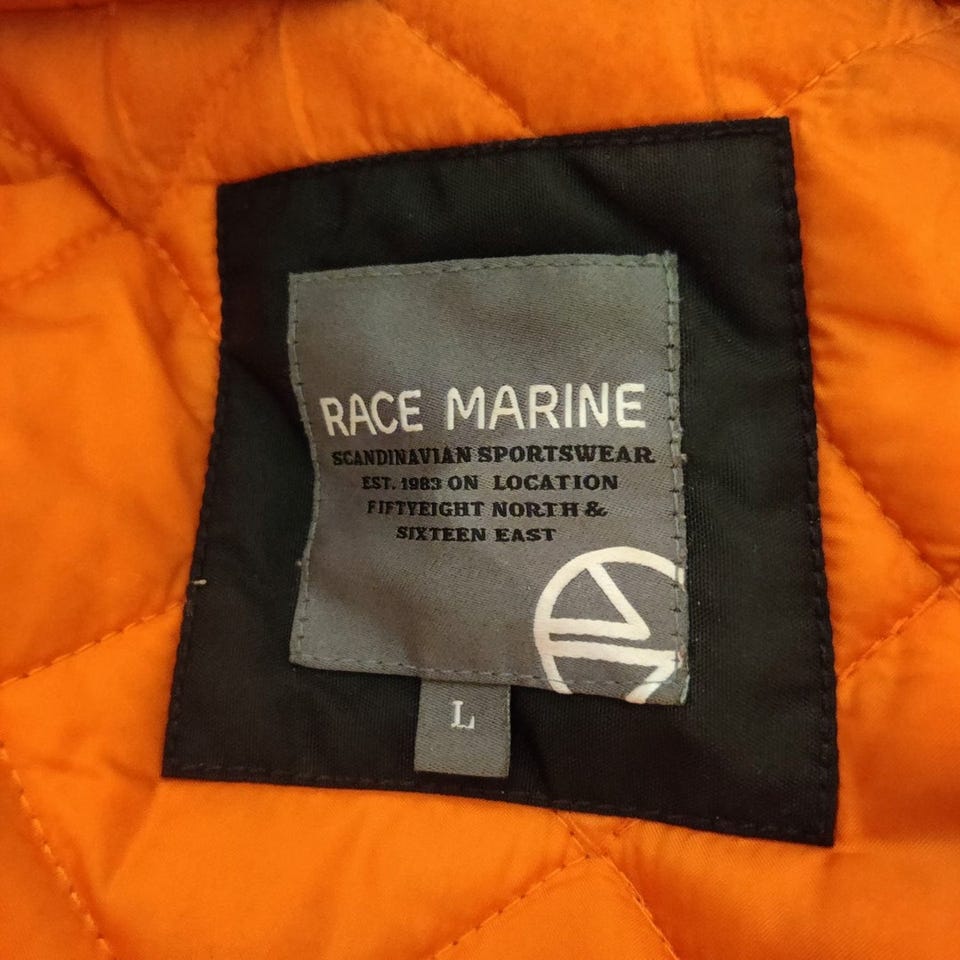 RACE MARINE
SCANDINAVIAN SPORTSWEAR
EST. 1983 ON LOCATION
FIFTYEIGHT NORTH &
SIXTEEN EAST
L